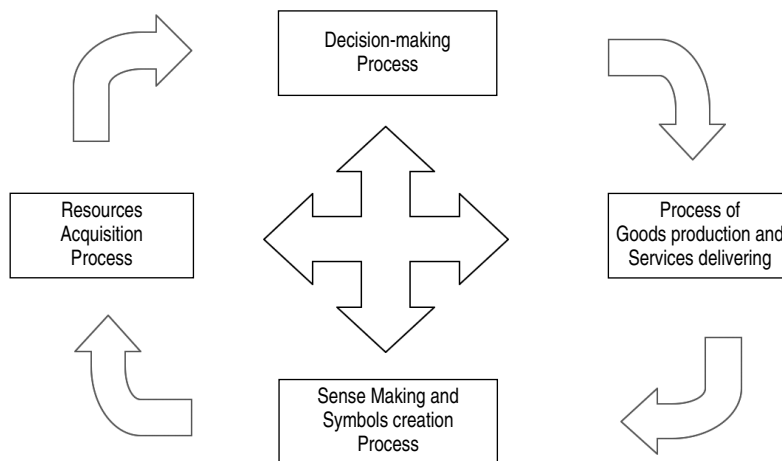 Decision-making
Process
Resources
Acquisition
Process
Process of
Goods production and
Services delivering
Sense Making and
Symbols creation
Process